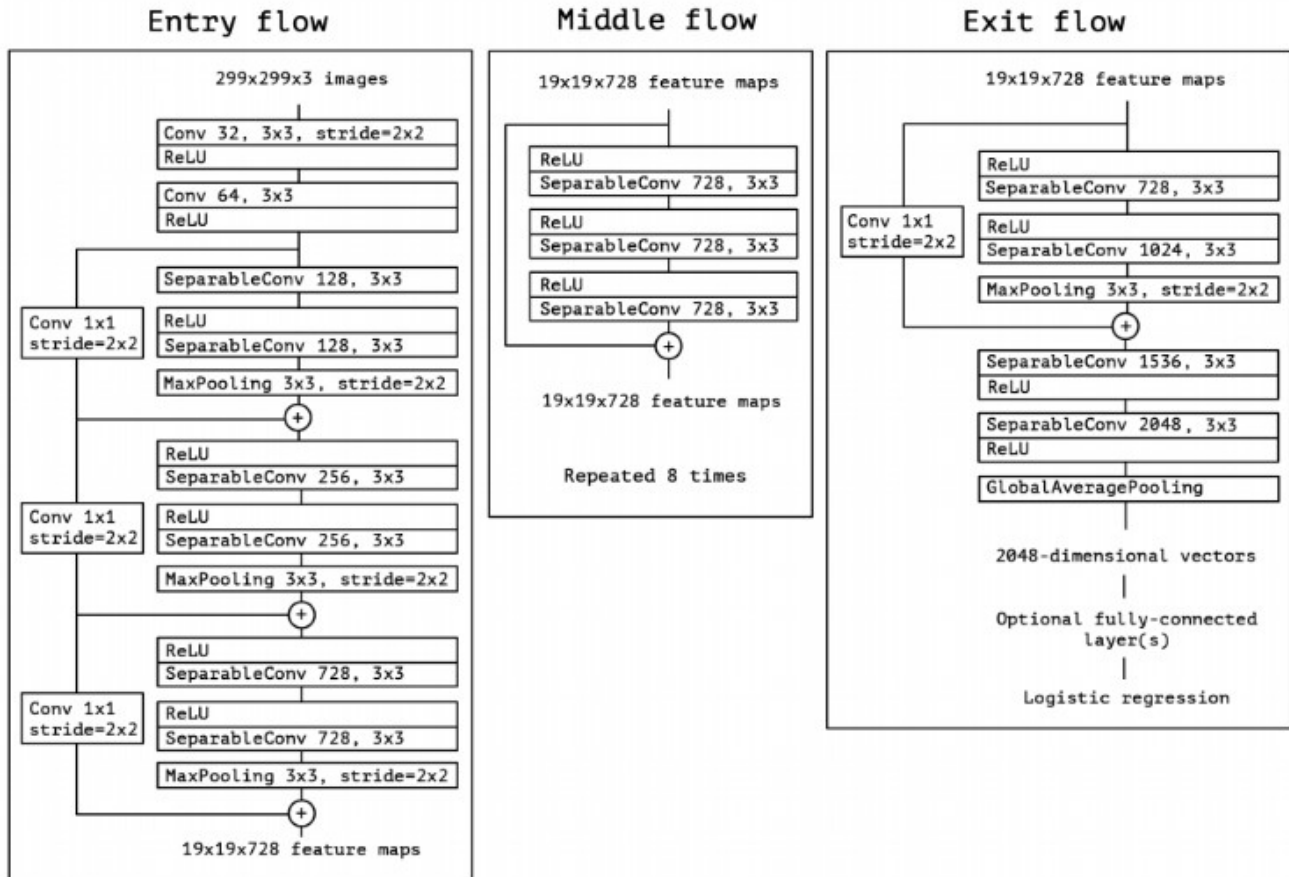 Entry flow
299x299x3 images
Conv 32, 3x3, stride=2x2
ReLU
Conv 64, 3x3
ReLU
SeparableConv 128, 3x3
Conv 1x1
stride=2x2
ReLU
SeparableConv 128, 3x3
MaxPooling 3x3, stride=2x2
+
ReLU
SeparableConv 256, 3x3
Conv 1x1
stride=2x2
ReLU
SeparableConv 256, 3x3
MaxPooling 3x3, stride=2x2
+
ReLU
SeparableConv 728, 3x3
Conv 1x1
stride=2x2
ReLU
SeparableConv 728, 3x3
MaxPooling 3x3, stride=2x2
+
19x19x728 feature maps
Middle flow
19x19x728 feature maps
ReLU
SeparableConv 728, 3x3
ReLU
SeparableConv 728, 3x3
ReLU
SeparableConv 728, 3x3
+
19x19x728 feature maps
Repeated 8 times
Exit flow
19x19x728 feature maps
ReLU
SeparableConv 728, 3x3
Conv 1x1
stride=2x2
ReLU
SeparableConv 1024, 3x3
MaxPooling 3x3, stride=2x2
+
SeparableConv 1536, 3x3
ReLU
SeparableConv 2048, 3x3
ReLU
GlobalAveragePooling
2048-dimensional vectors
Optional fully-connected
layer(s)
Logistic regression